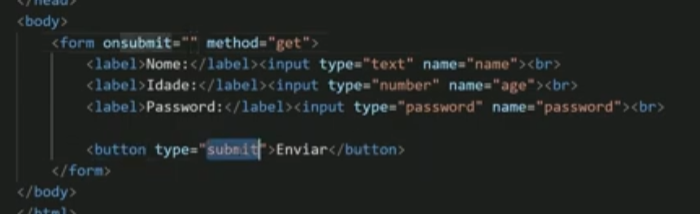 </head>
<body>
<form onsubmit="" method="get">
<label>Nome:</label><input type="text" name="name"><br>
<label>Idade:</label><input type="number" name="age"><br>
<label>Password:</label><input type="password" name="password"><br>
<button type="submit">Enviar</button>
</form>
</body>
</html>